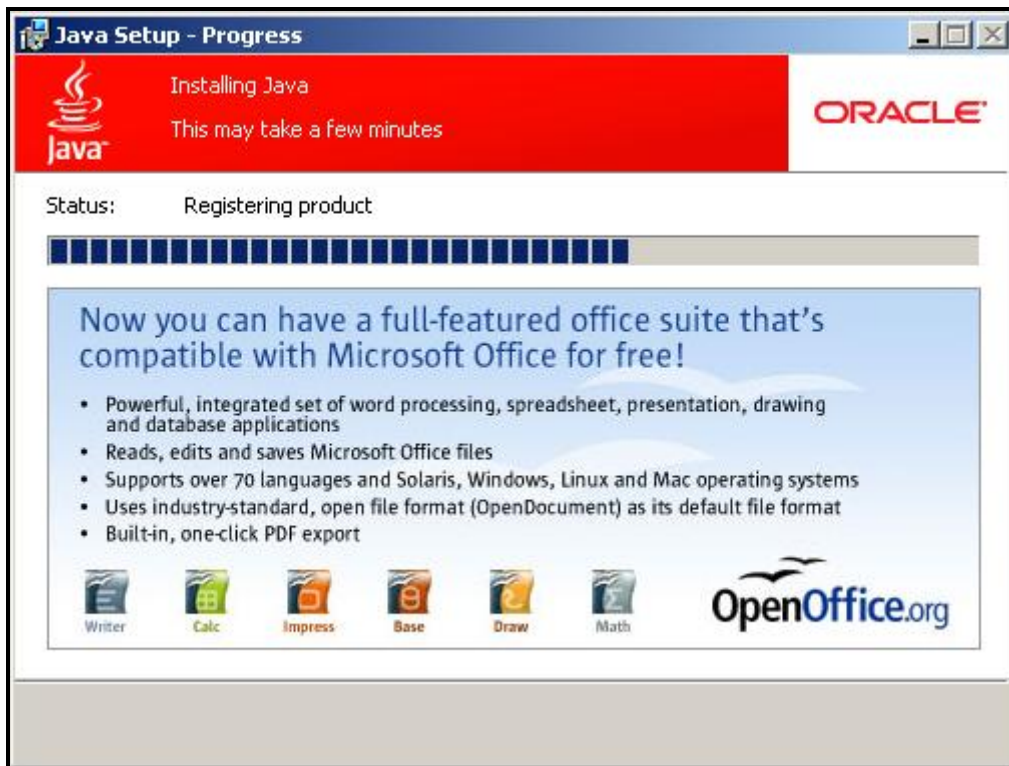 Java Setup - Progress
Installing Java
This may take a few minutes
Java™
ORACLE®
Status: Registering product
Now you can have a full-featured office suite that's
compatible with Microsoft Office for free!
• Powerful, integrated set of word processing, spreadsheet, presentation, drawing
and database applications
• Reads, edits and saves Microsoft Office files
• Supports over 70 languages and Solaris, Windows, Linux and Mac operating systems
• Uses industry-standard, open file format (OpenDocument) as its default file format
• Built-in, one-click PDF export
Writer Calc Impress Base Draw Math
OpenOffice.org